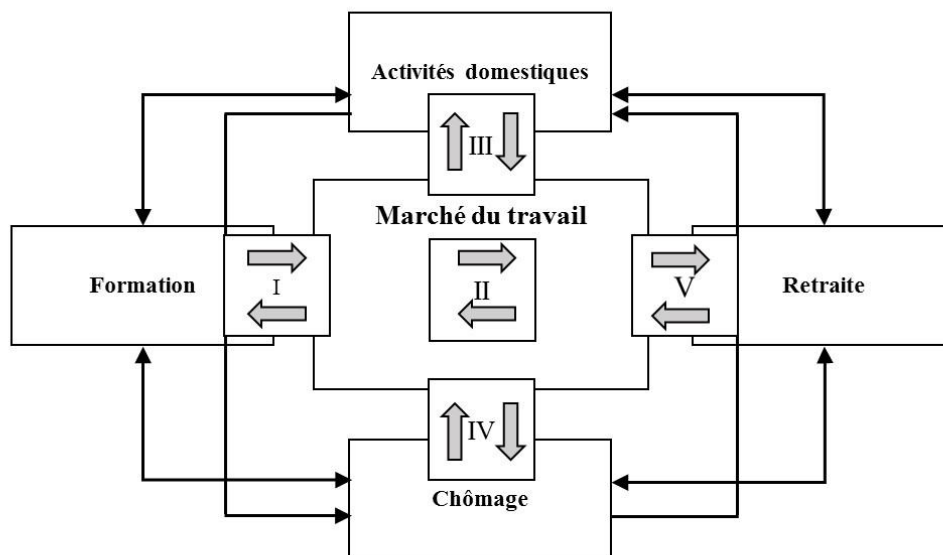 Activités domestiques
III
Marché du travail
Formation
I
II
V
Retraite
IV
Chômage